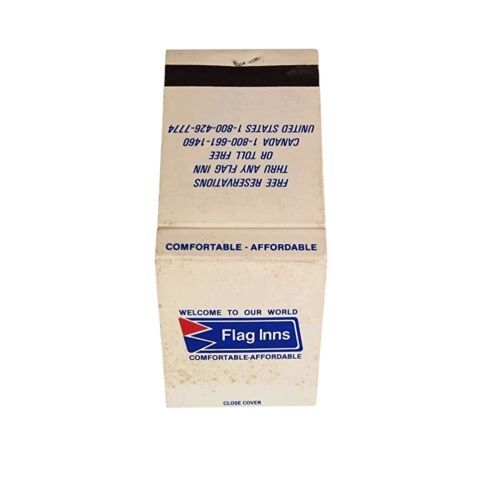 FREE RESERVATIONS
THRU ANY FLAG INN
OR TOLL FREE
CANADA 1-800-661-1460
UNITED STATES 1-800-426-7774
COMFORTABLE - AFFORDABLE
WELCOME TO OUR WORLD
Flag Inns
COMFORTABLE-AFFORDABLE
CLOSE COVER